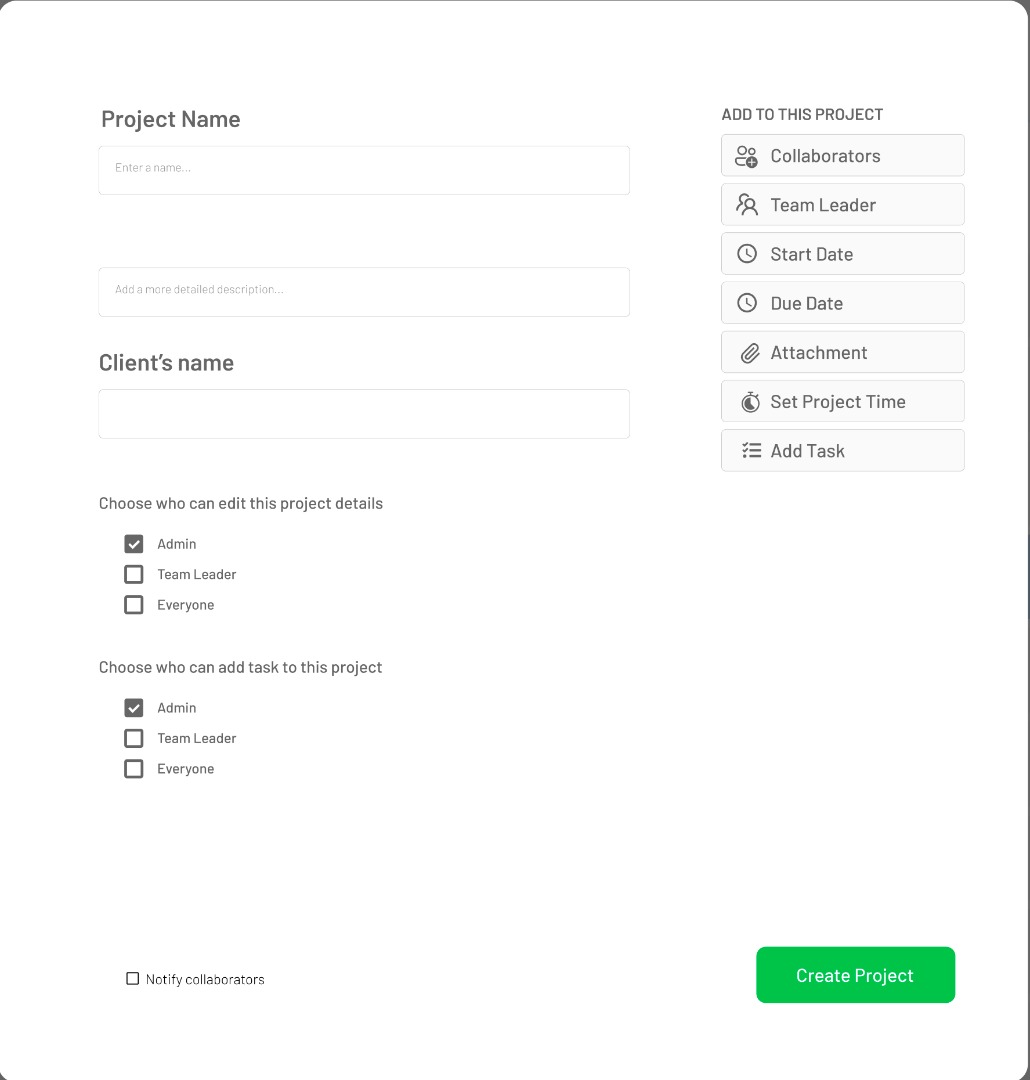 Project Name
Enter a name...
Add a more detailed description...
Client's name
Choose who can edit this project details
Admin
Team Leader
Everyone
Choose who can add task to this project
Admin
Team Leader
Everyone
Notify collaborators
ADD TO THIS PROJECT
Collaborators
Team Leader
Start Date
Due Date
Attachment
Set Project Time
Add Task
Create Project